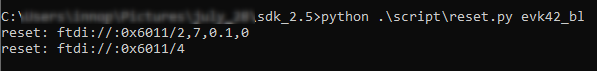 C:\sdk_2.5>python .\script\reset.py evk42_bl
reset: ftdi://:0x6011/2,7,0.1,0
reset: ftdi://:0x6011/4